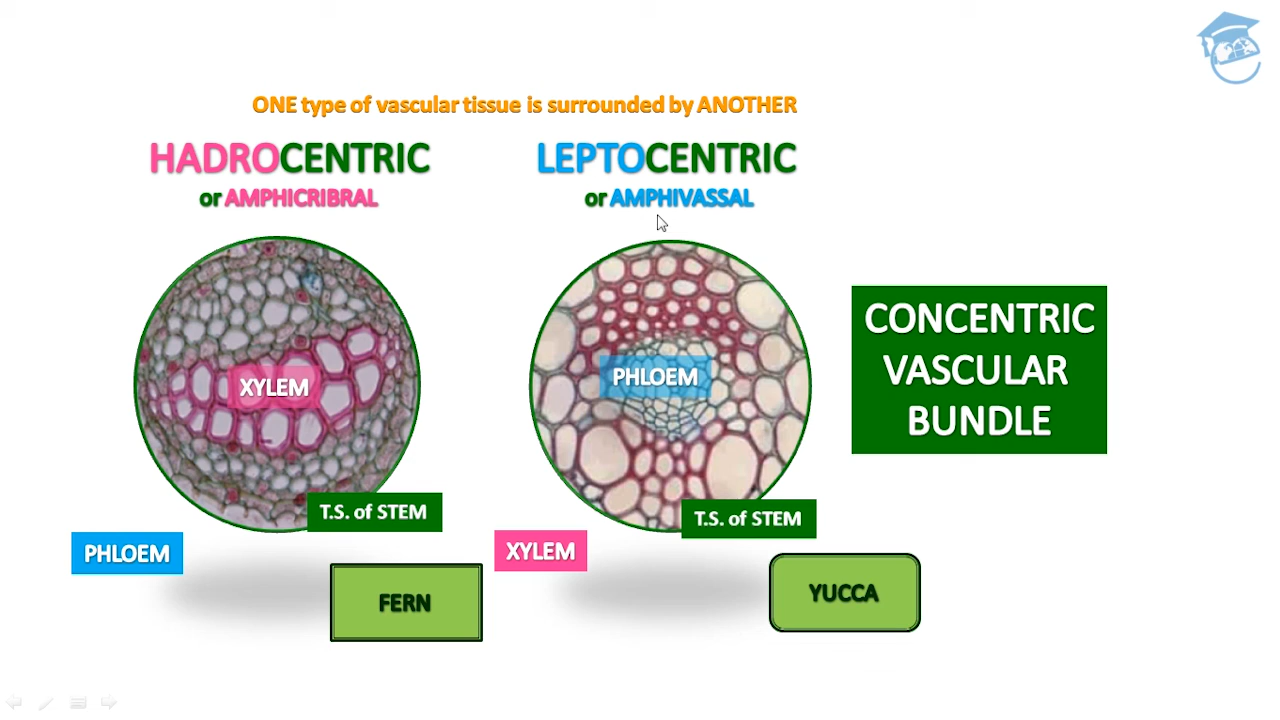 ONE type of vascular tissue is surrounded by ANOTHER
HADROCENTRIC
or AMPHICRIBRAL
LEPTOCENTRIC
or AMPHIVASSAL
XYLEM
PHLOEM
CONCENTRIC
VASCULAR
BUNDLE
T.S. of STEM
T.S. of STEM
PHLOEM
XYLEM
FERN
YUCCA